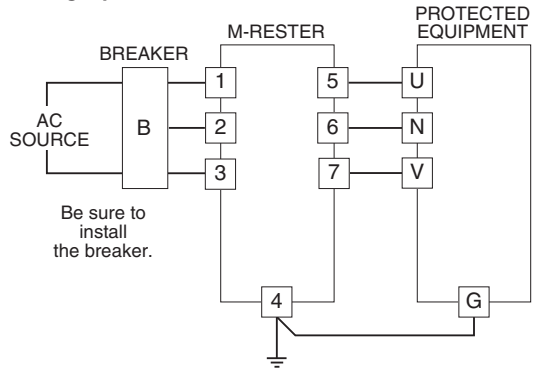 PROTECTED
EQUIPMENT
M-RESTER
BREAKER
1
5
U
AC
SOURCE
B
2
6
N
3
7
V
Be sure to
install
the breaker.
4
G